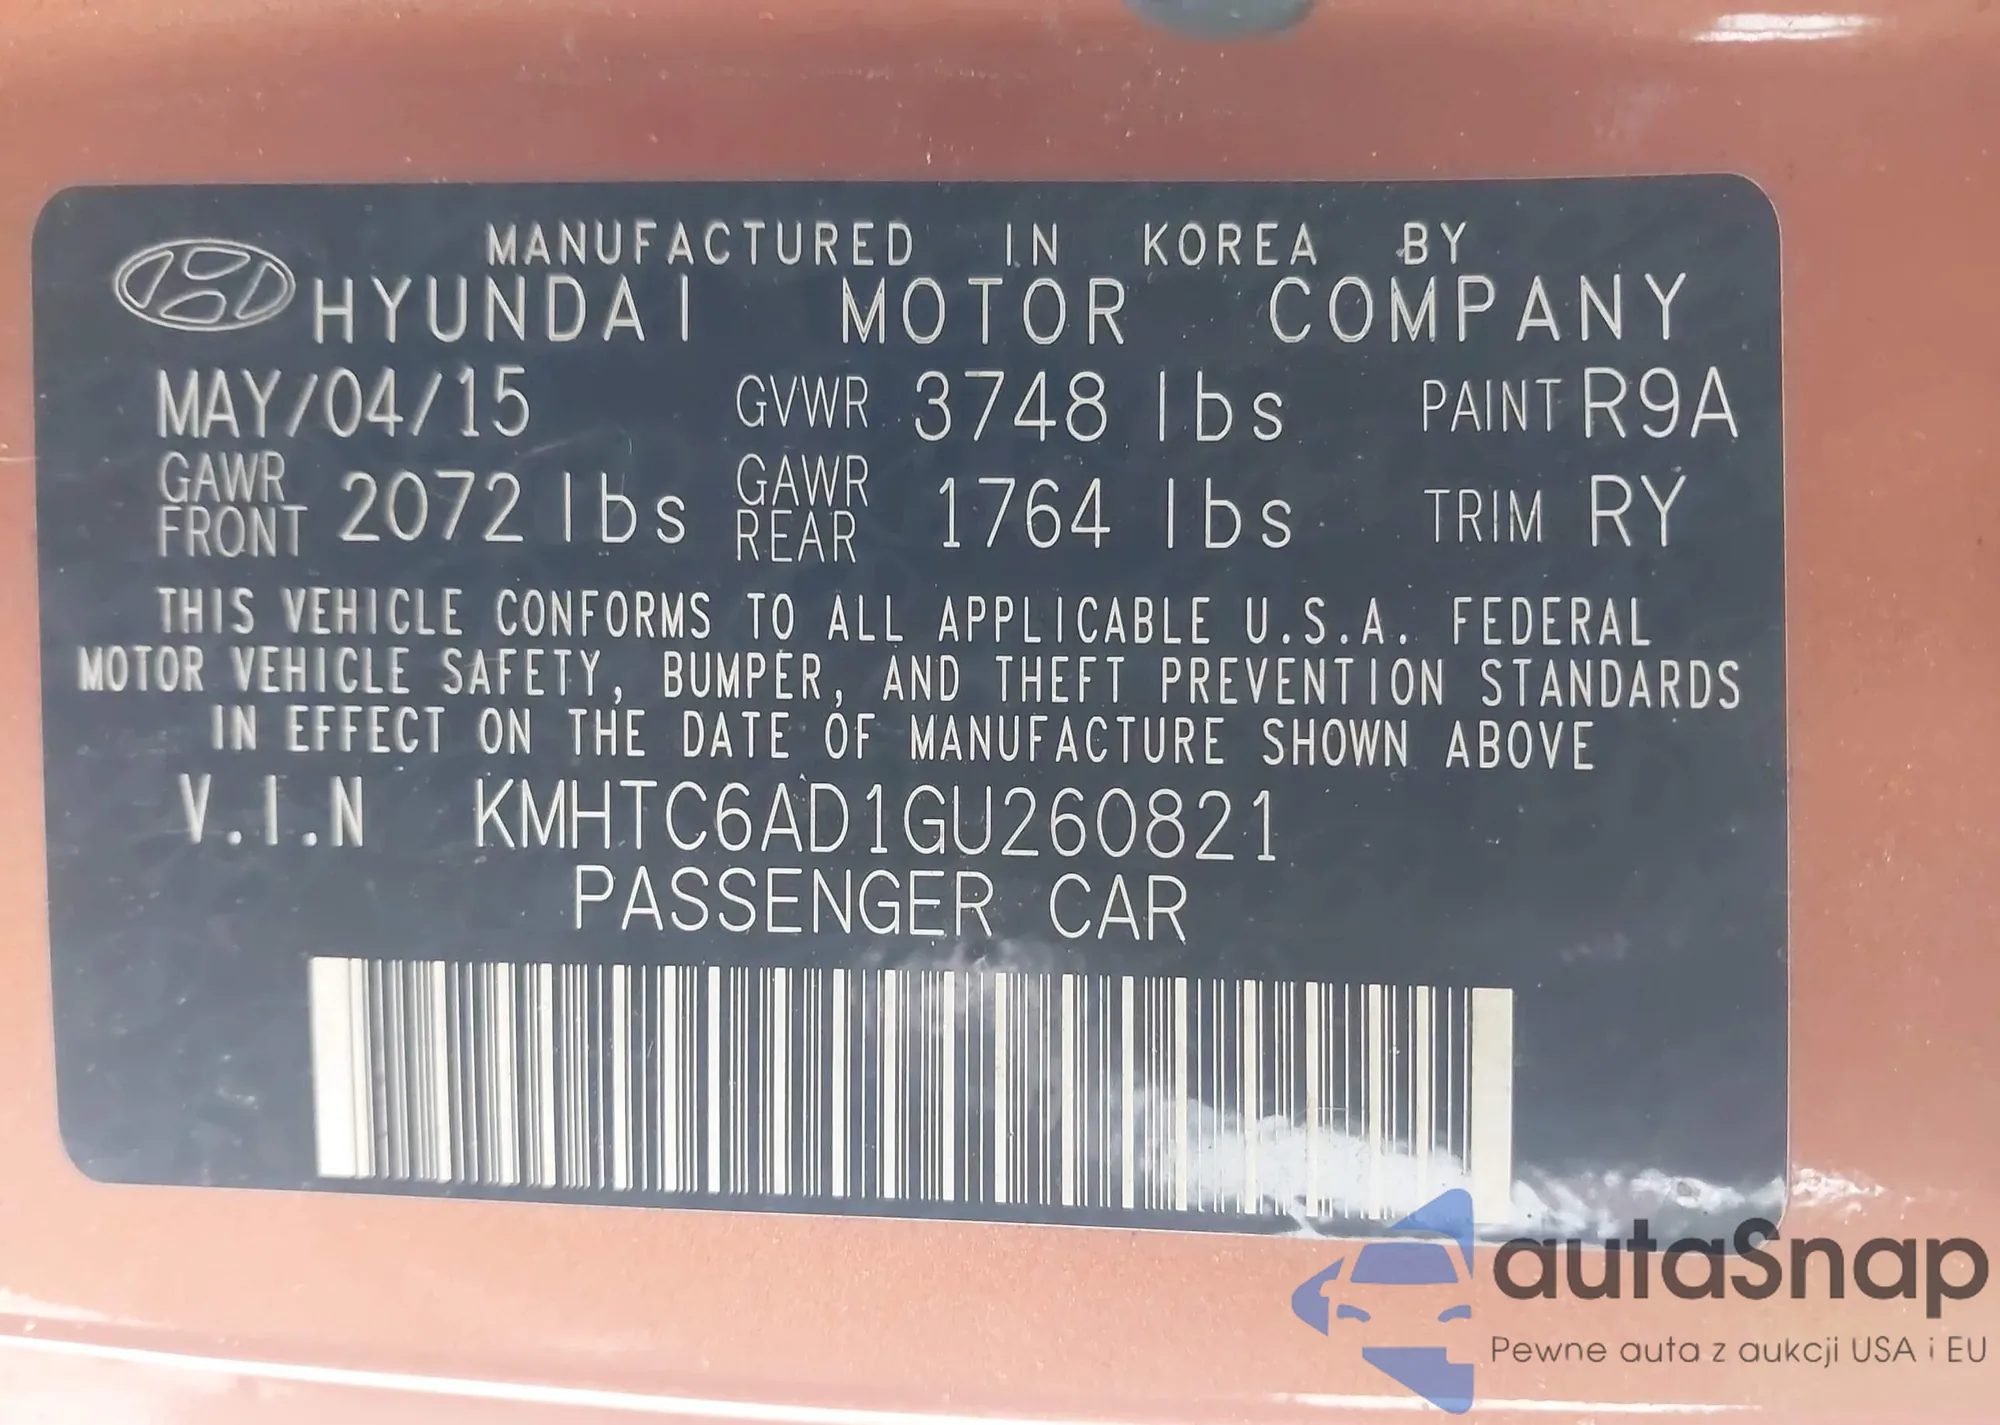 MANUFACTURED IN KOREA BY
HYUNDAI MOTOR COMPANY
MAY/04/15 GVWR 3748 lbs PAINT R9A
GAWR FRONT 2072 lbs GAWR REAR 1764 lbs TRIM RY
THIS VEHICLE CONFORMS TO ALL APPLICABLE U.S.A. FEDERAL
MOTOR VEHICLE SAFETY, BUMPER, AND THEFT PREVENTION STANDARDS
IN EFFECT ON THE DATE OF MANUFACTURE SHOWN ABOVE
V.I.N KMHTC6AD1GU260821
PASSENGER CAR
autaSnap
Pewne auta z aukcji USA i EU